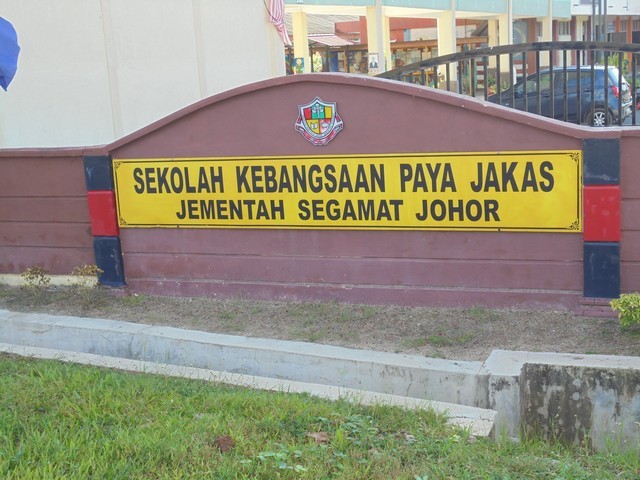 SEKOLAH KEBANGSAAN PAYA JAKAS
JEMENTAH SEGAMAT JOHOR